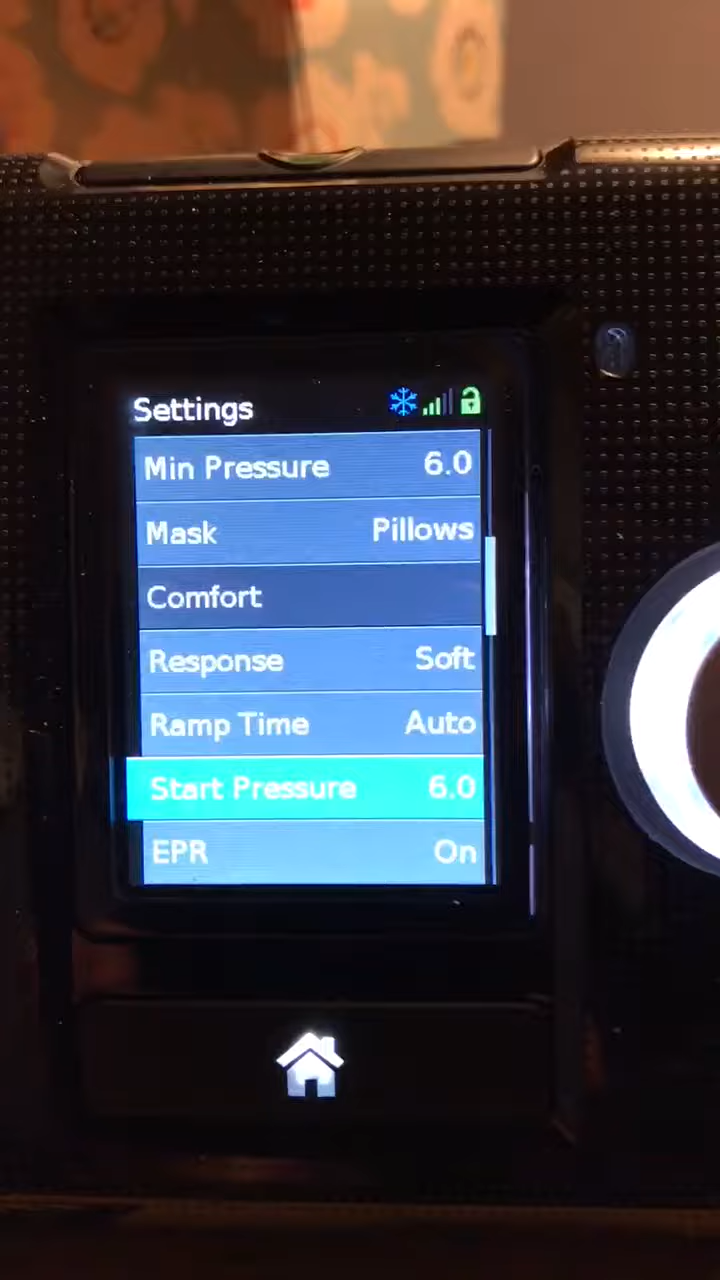 Settings
Min Pressure 6.0
Mask Pillows
Comfort
Response Soft
Ramp Time Auto
Start Pressure 6.0
EPR On